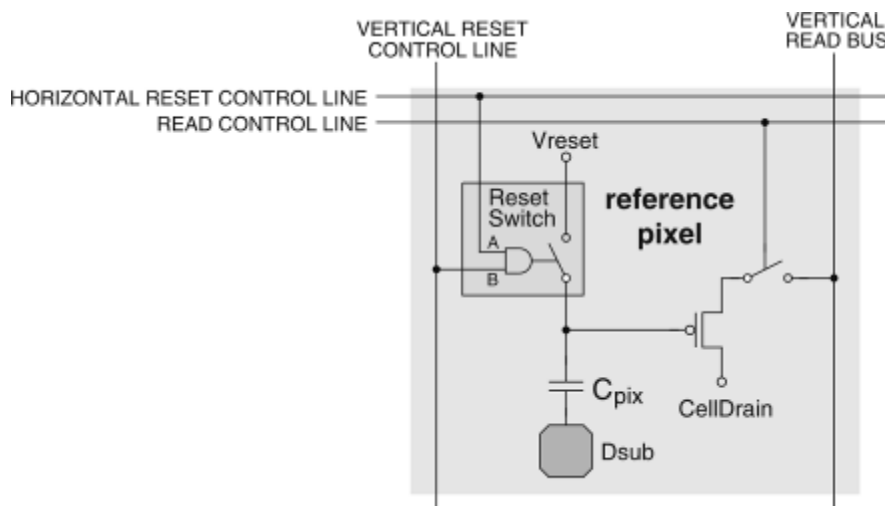 VERTICAL RESET
CONTROL LINE
VERTICAL
READ BUS
HORIZONTAL RESET CONTROL LINE
READ CONTROL LINE
Vreset
Reset
Switch
reference
pixel
A
B
Cpix
CellDrain
Dsub